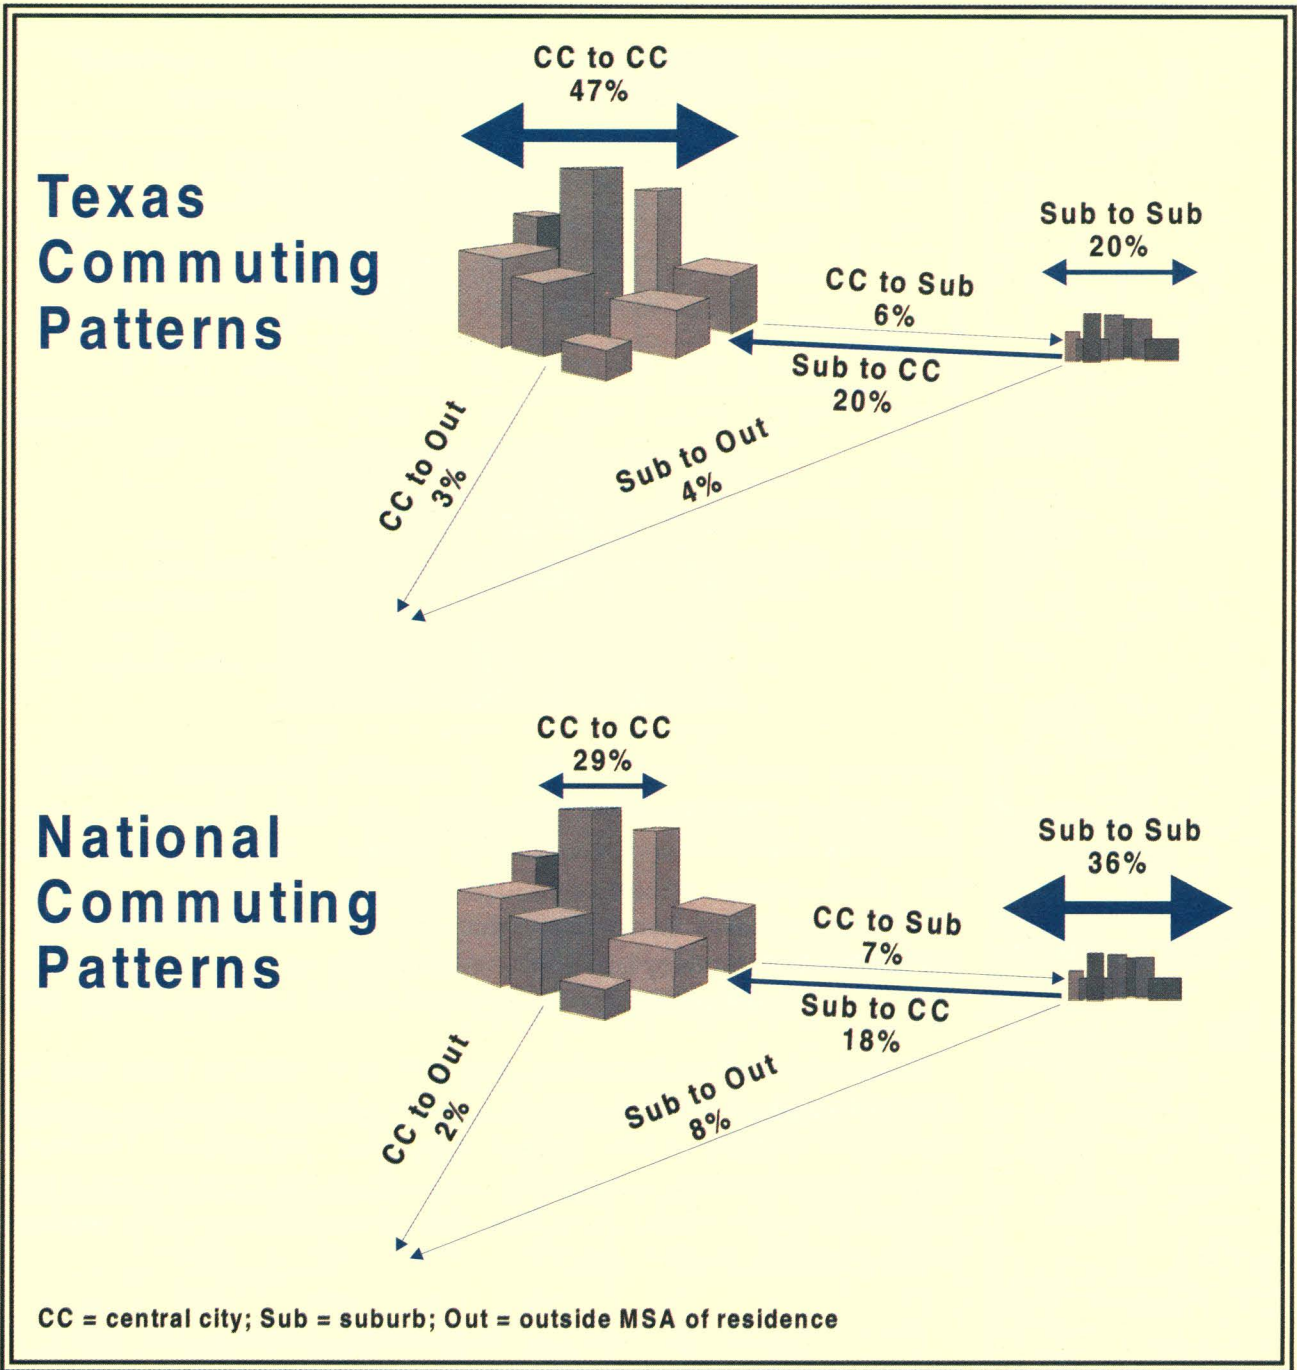 CC to CC
47%
Texas
Commuting
Patterns
Sub to Sub
20%
CC to Sub
6%
Sub to CC
20%
CC to Out
3%
Sub to Out
4%
CC to CC
29%
National
Commuting
Patterns
Sub to Sub
36%
CC to Sub
7%
Sub to CC
18%
CC to Out
2%
Sub to Out
8%
CC = central city; Sub = suburb; Out = outside MSA of residence